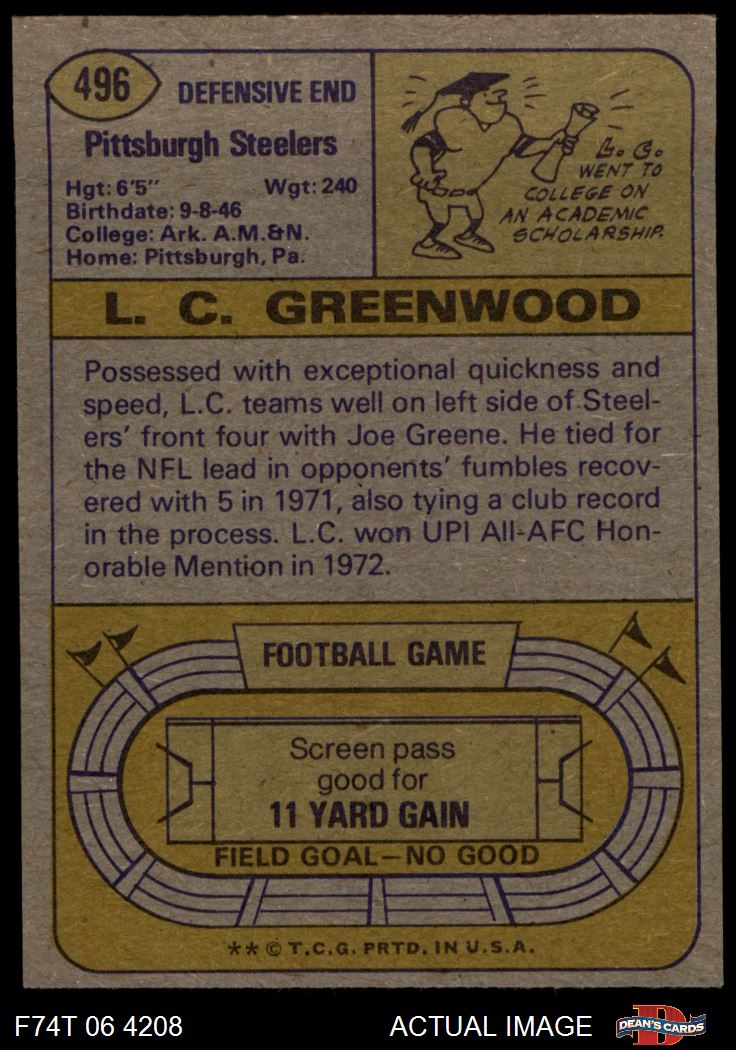 496
DEFENSIVE END
Pittsburgh Steelers
Hgt: 6'5" Wgt: 240
Birthdate: 9-8-46
College: Ark. A.M.&N.
Home: Pittsburgh, Pa.
L. C.
WENT TO
COLLEGE ON
AN ACADEMIC
SCHOLARSHIP.
L. C. GREENWOOD
Possessed with exceptional quickness and
speed, L.C. teams well on left side of Steel-
ers' front four with Joe Greene. He tied for
the NFL lead in opponents' fumbles recov-
ered with 5 in 1971, also tying a club record
in the process. L.C. won UPI All-AFC Hon-
orable Mention in 1972.
FOOTBALL GAME
Screen pass
good for
11 YARD GAIN
FIELD GOAL—NO GOOD
** © T.C.G. PRTD. IN U.S.A.
F74T 06 4208 ACTUAL IMAGE
D
DEAN'S CARDS